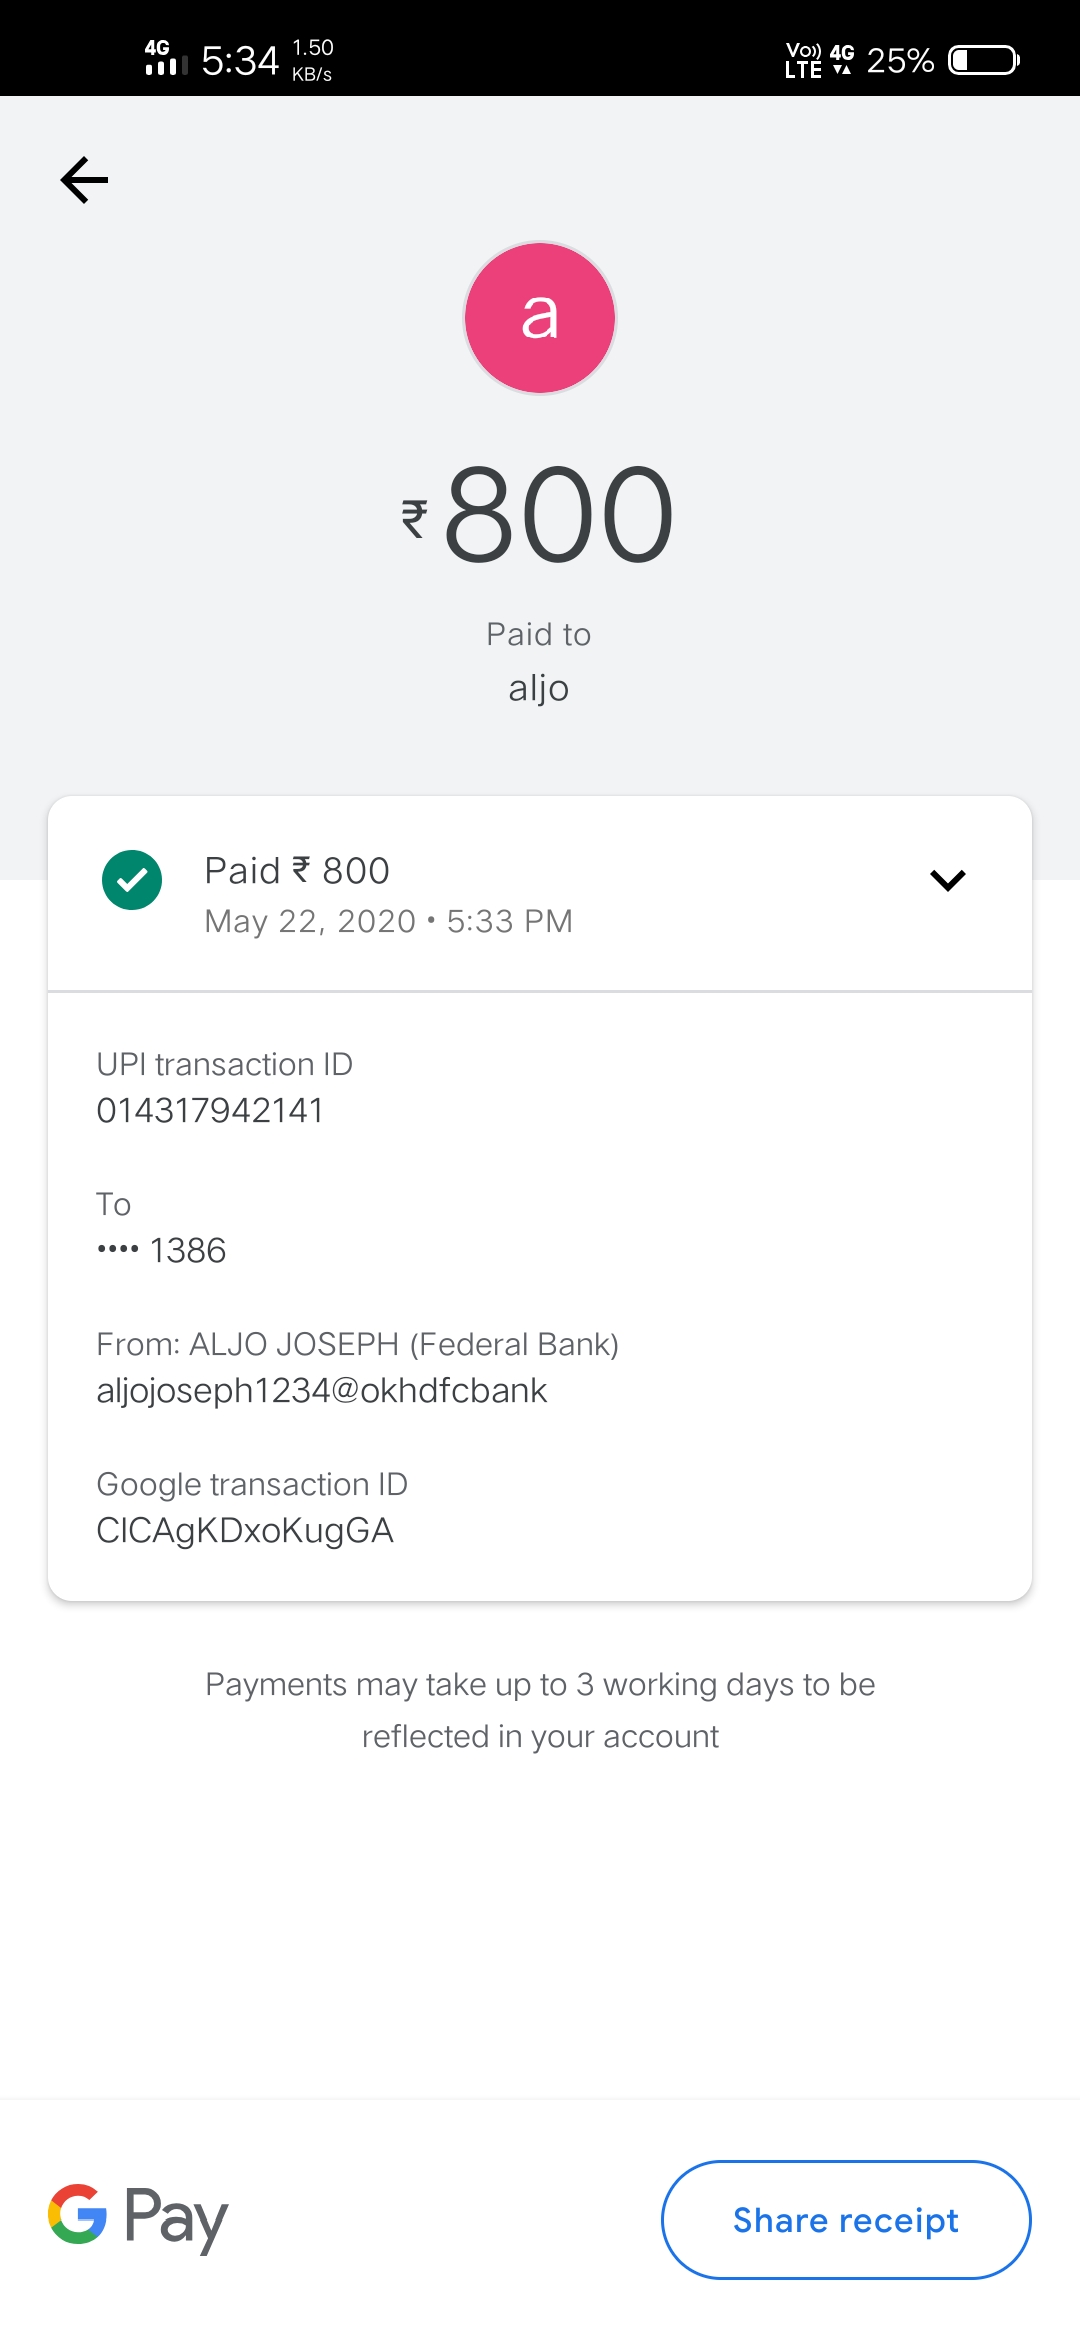 4G 5:34 1.50 KB/s Vo)) LTE 4G 25%
a
₹800
Paid to
aljo
Paid ₹ 800
May 22, 2020 • 5:33 PM
UPI transaction ID
014317942141
To
•••• 1386
From: ALJO JOSEPH (Federal Bank)
aljojoseph1234@okhdfcbank
Google transaction ID
CICAgKDxoKugGA
Payments may take up to 3 working days to be
reflected in your account
G Pay
Share receipt